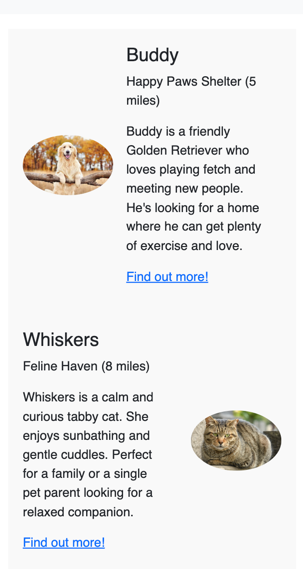 Buddy
Happy Paws Shelter (5
miles)
Buddy is a friendly
Golden Retriever who
loves playing fetch and
meeting new people.
He's looking for a home
where he can get plenty
of exercise and love.
Find out more!
Whiskers
Feline Haven (8 miles)
Whiskers is a calm and
curious tabby cat. She
enjoys sunbathing and
gentle cuddles. Perfect
for a family or a single
pet parent looking for a
relaxed companion.
Find out more!